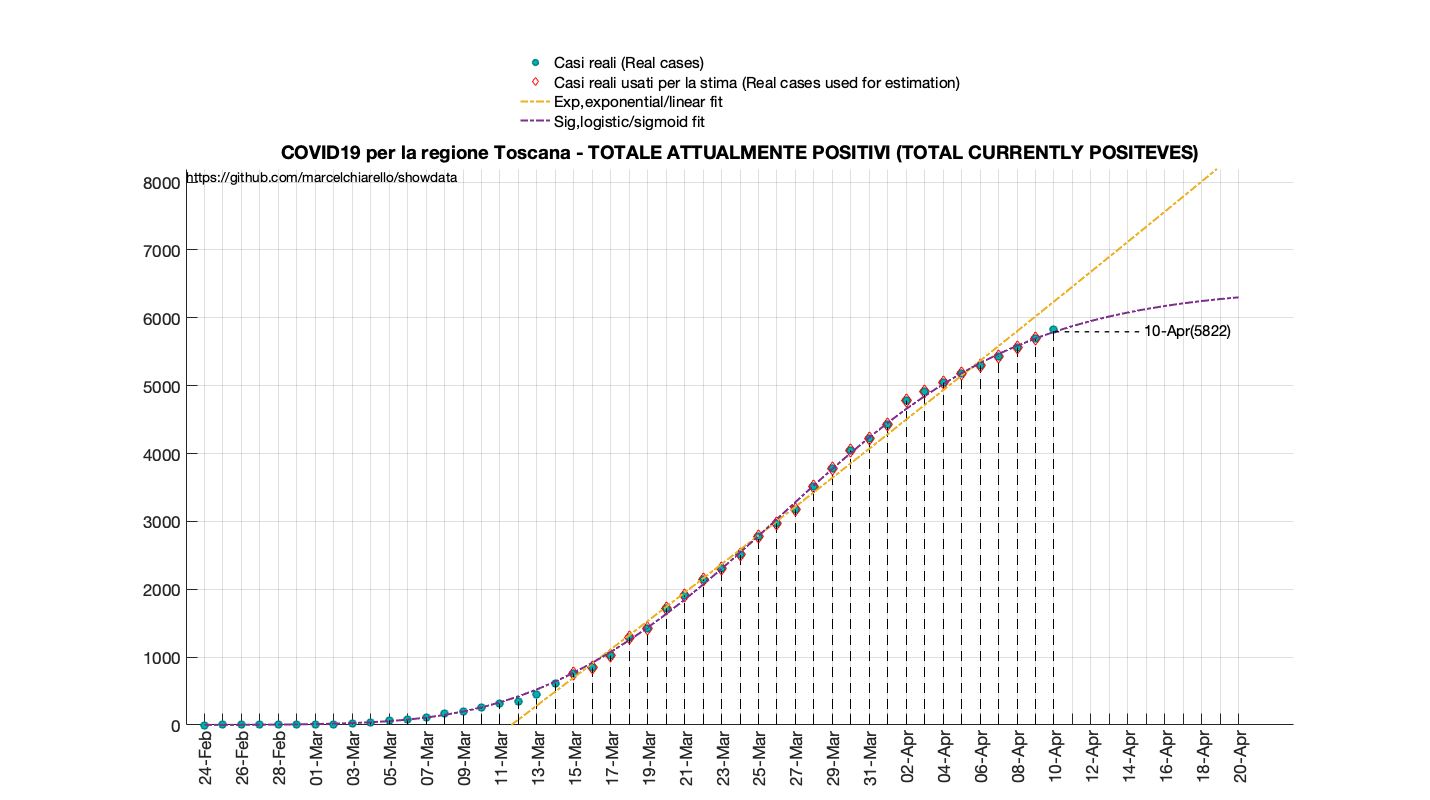 Casi reali (Real cases)
Casi reali usati per la stima (Real cases used for estimation)
Exp,exponential/linear fit
Sig,logistic/sigmoid fit
COVID19 per la regione Toscana - TOTALE ATTUALMENTE POSITIVI (TOTAL CURRENTLY POSITEVES)
https://github.com/marcelchiarello/showdata
8000
7000
6000
5000
4000
3000
2000
1000
0
10-Apr(5822)
24-Feb
26-Feb
28-Feb
01-Mar
03-Mar
05-Mar
07-Mar
09-Mar
11-Mar
13-Mar
15-Mar
17-Mar
19-Mar
21-Mar
23-Mar
25-Mar
27-Mar
29-Mar
31-Mar
02-Apr
04-Apr
06-Apr
08-Apr
10-Apr
12-Apr
14-Apr
16-Apr
18-Apr
20-Apr